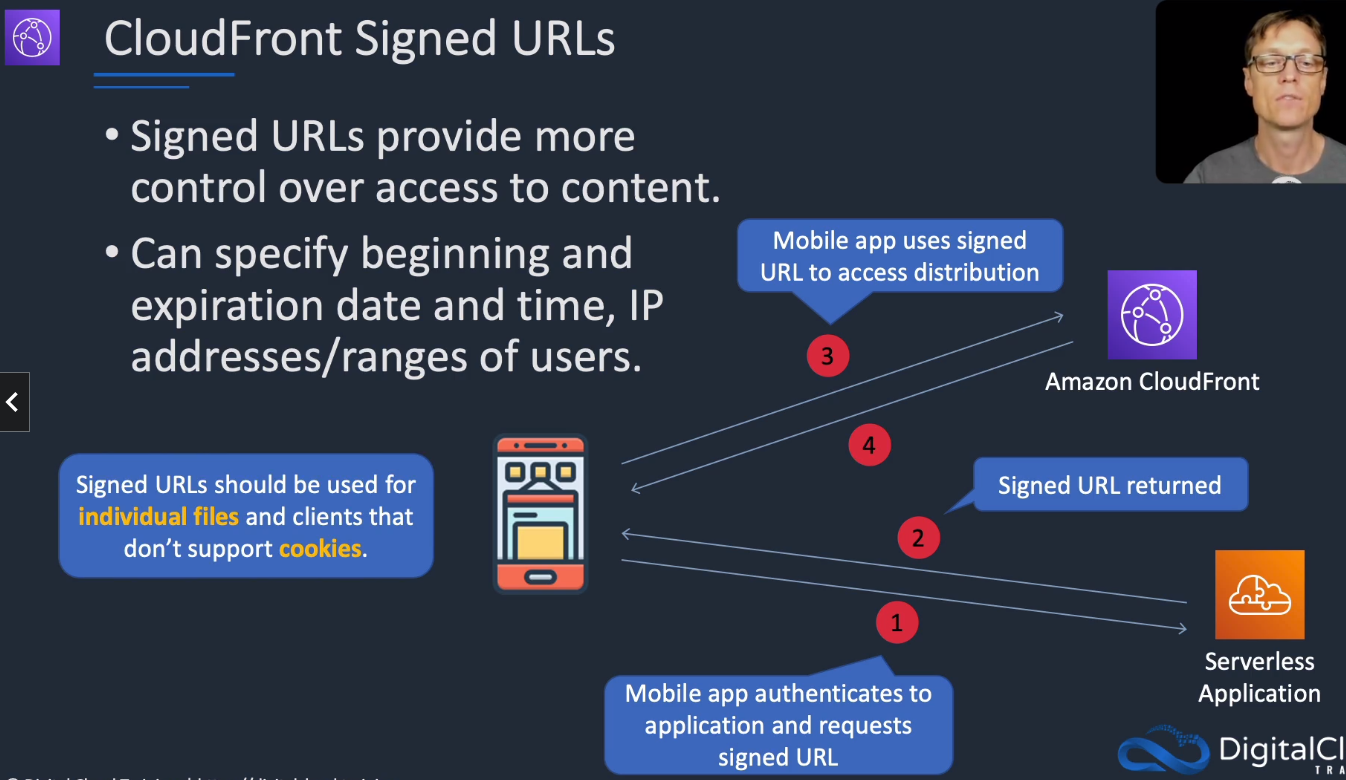 CloudFront Signed URLs
• Signed URLs provide more
control over access to content.
• Can specify beginning and
expiration date and time, IP
addresses/ranges of users.
Mobile app uses signed
URL to access distribution
3
Amazon CloudFront
4
Signed URLs should be used for
individual files and clients that
don't support cookies.
Signed URL returned
2
1
Serverless
Application
Mobile app authenticates to
application and requests
signed URL
DigitalCl
T R A